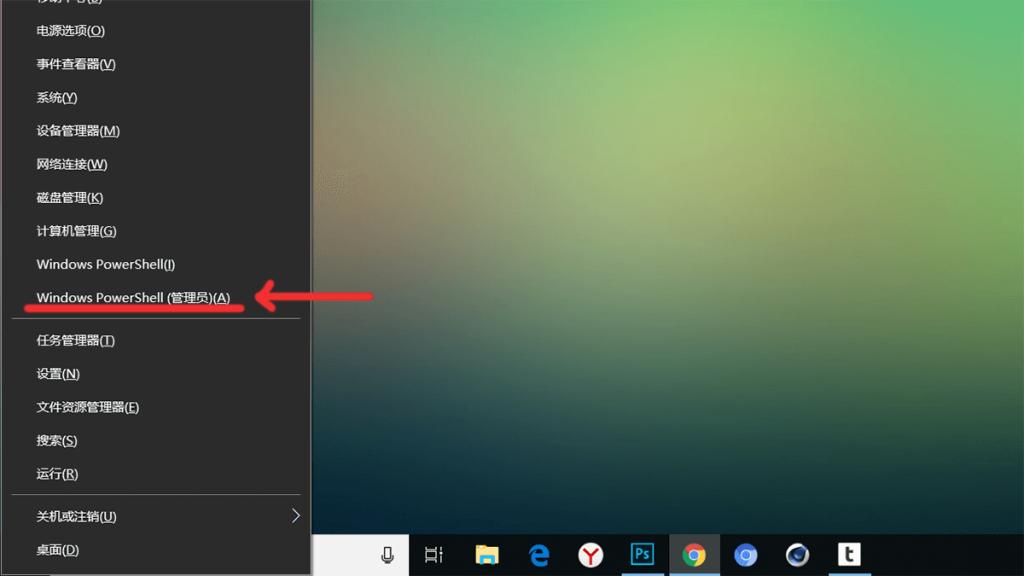 电源选项(O)
事件查看器(V)
系统(Y)
设备管理器(M)
网络连接(W)
磁盘管理(K)
计算机管理(G)
Windows PowerShell(I)
Windows PowerShell (管理员)(A)
任务管理器(T)
设置(N)
文件资源管理器(E)
搜索(S)
运行(R)
关机或注销(U)
桌面(D)
Ps